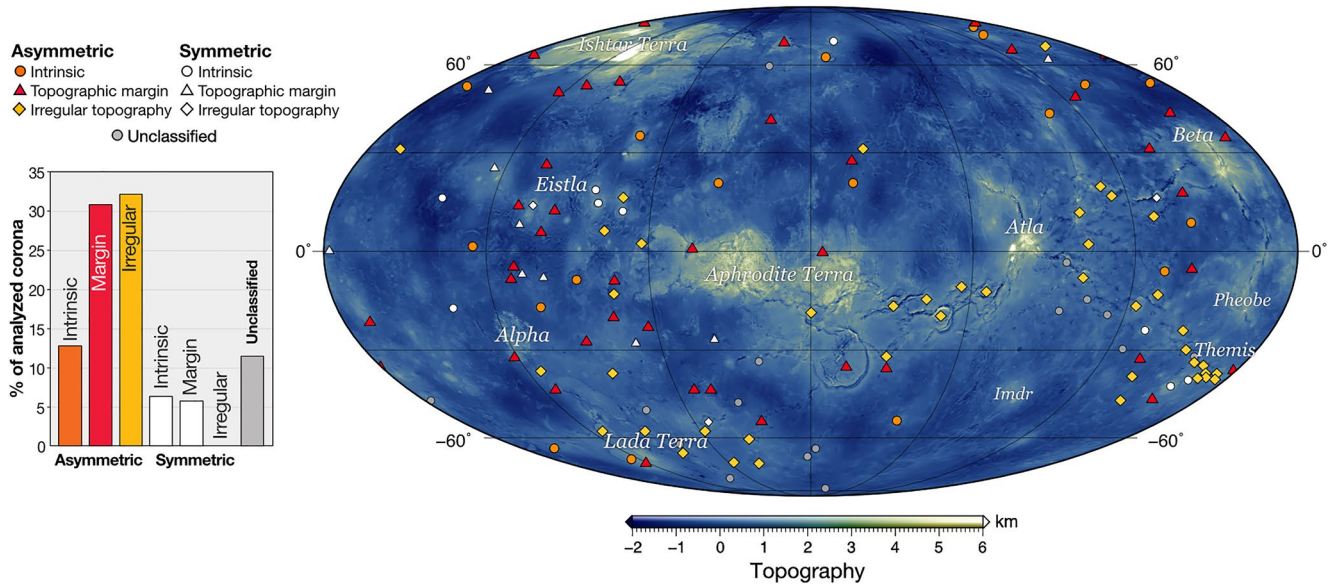 Asymmetric
Symmetric
Intrinsic
Intrinsic
Topographic margin
Topographic margin
Irregular topography
Irregular topography
Unclassified
35
30
25
20
15
10
5
0
% of analyzed corona
Intrinsic
Margin
Irregular
Intrinsic
Margin
Irregular
Unclassified
Asymmetric
Symmetric
60°
60°
0°
0°
−60°
−60°
Ishtar Terra
Beta
Eistla
Atla
Aphrodite Terra
Pheobe
Alpha
Themis
Imdr
Lada Terra
−2 −1 0 1 2 3 4 5 6
km
Topography